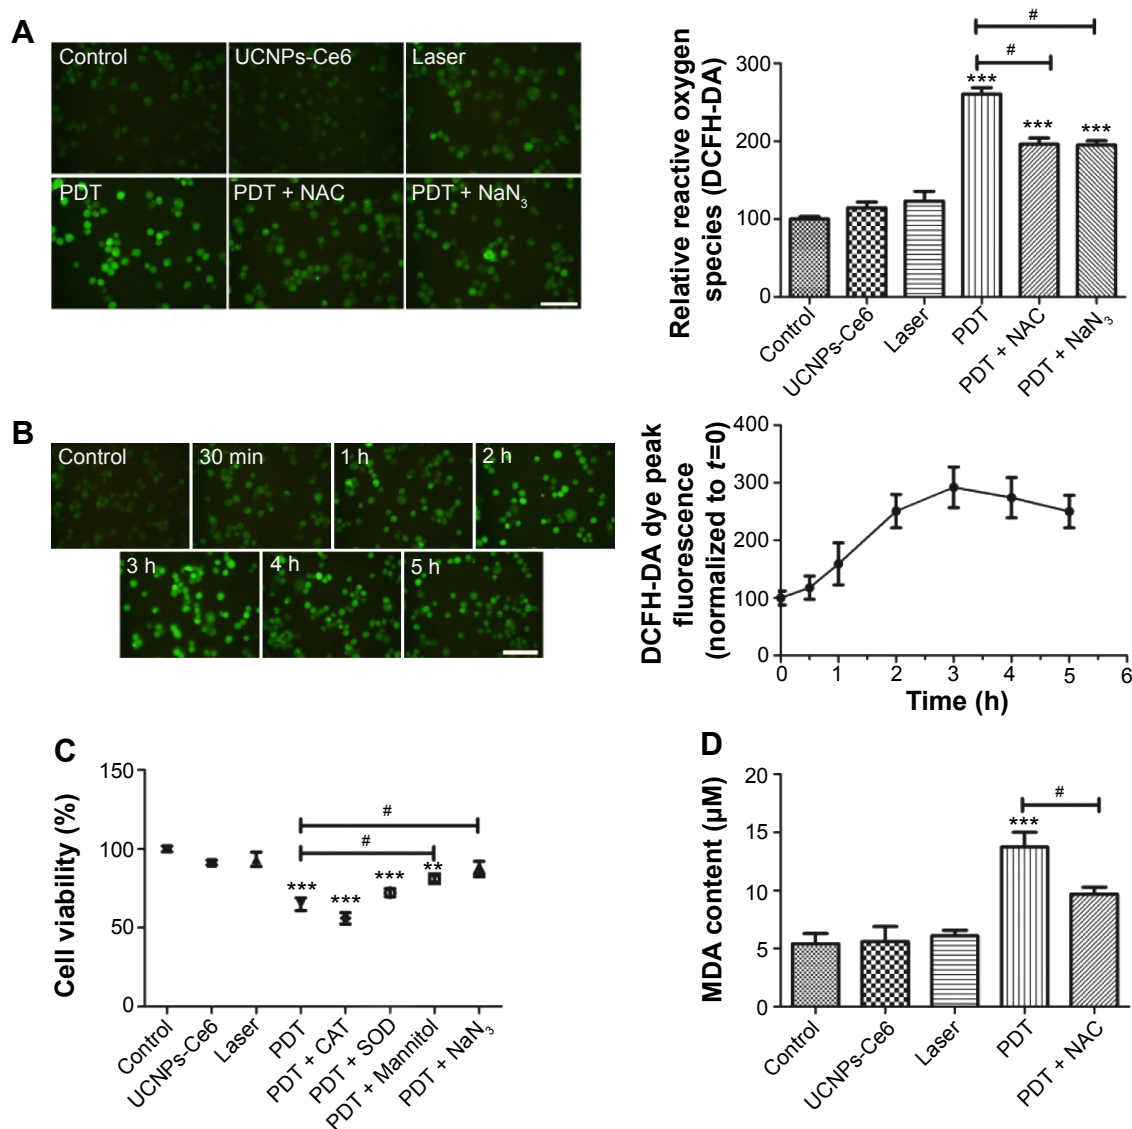 A
Control
UCNPs-Ce6
Laser
PDT
PDT + NAC
PDT + NaN3
Relative reactive oxygen
species (DCFH-DA)
300
200
100
0
#
#
***
***
***
Control
UCNPs-Ce6
Laser
PDT
PDT + NAC
PDT + NaN3
B
Control
30 min
1 h
2 h
3 h
4 h
5 h
DCFH-DA dye peak
fluorescence
(normalized to t=0)
400
300
200
100
0
0 1 2 3 4 5 6
Time (h)
C
Cell viability (%)
150
100
50
0
#
#
***
***
***
**
Control
UCNPs-Ce6
Laser
PDT
PDT + CAT
PDT + SOD
PDT + Mannitol
PDT + NaN3
D
MDA content (µM)
20
15
10
5
0
#
***
Control
UCNPs-Ce6
Laser
PDT
PDT + NAC